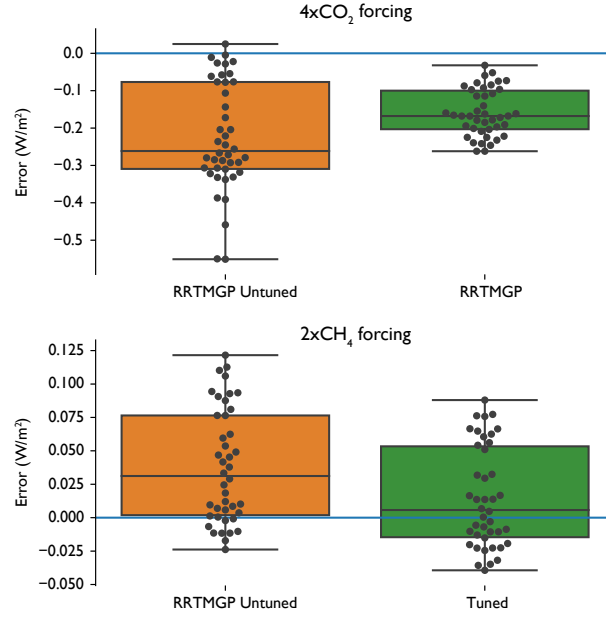 4xCO₂ forcing
0.0
−0.1
−0.2
−0.3
−0.4
−0.5
Error (W/m²)
RRTMGP Untuned
RRTMGP
2xCH₄ forcing
0.125
0.100
0.075
0.050
0.025
0.000
−0.025
−0.050
Error (W/m²)
RRTMGP Untuned
Tuned